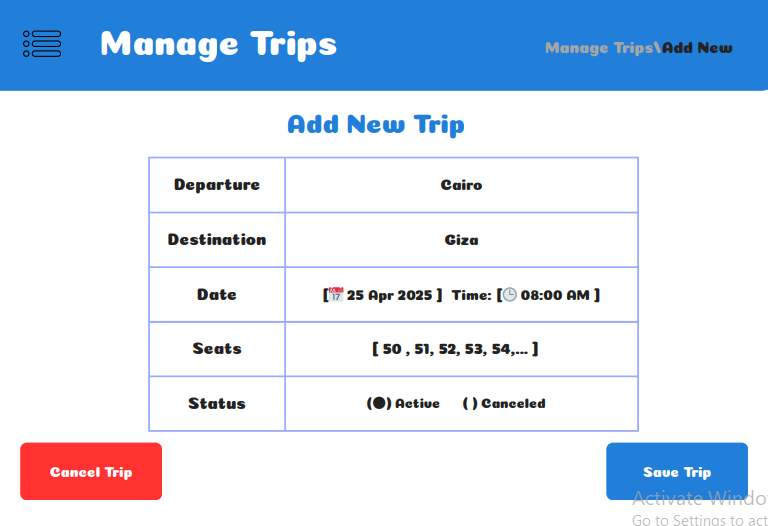 Manage Trips
Manage Trips\Add New
Add New Trip
Departure Cairo
Destination Giza
Date [📅 25 Apr 2025 ] Time: [🕒 08:00 AM ]
Seats [ 50 , 51, 52, 53, 54,... ]
Status (●) Active ( ) Canceled
Cancel Trip
Save Trip
Activate
Go to Settings to